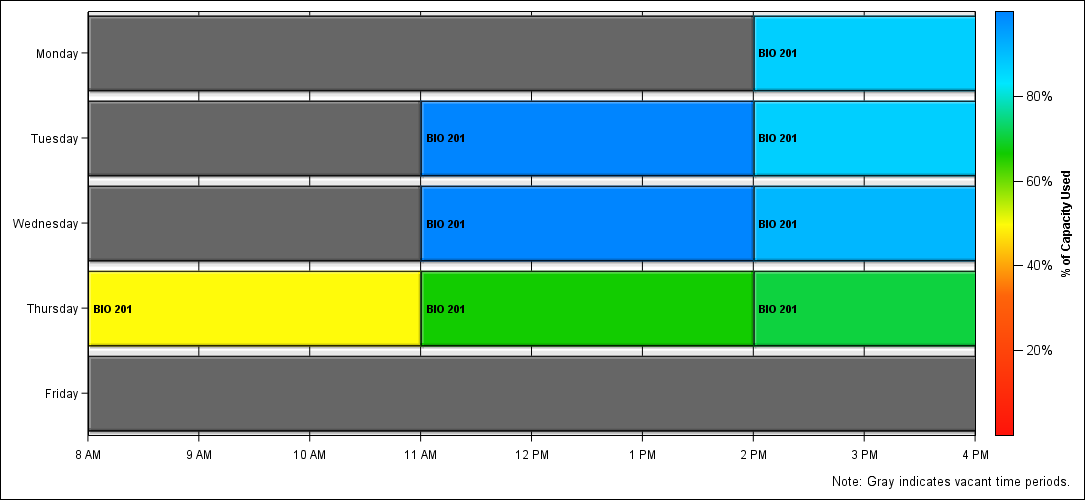 Monday
BIO 201
Tuesday
BIO 201
BIO 201
Wednesday
BIO 201
BIO 201
Thursday
BIO 201
BIO 201
BIO 201
Friday
8 AM
9 AM
10 AM
11 AM
12 PM
1 PM
2 PM
3 PM
4 PM
80%
60%
40%
20%
% of Capacity Used
Note: Gray indicates vacant time periods.